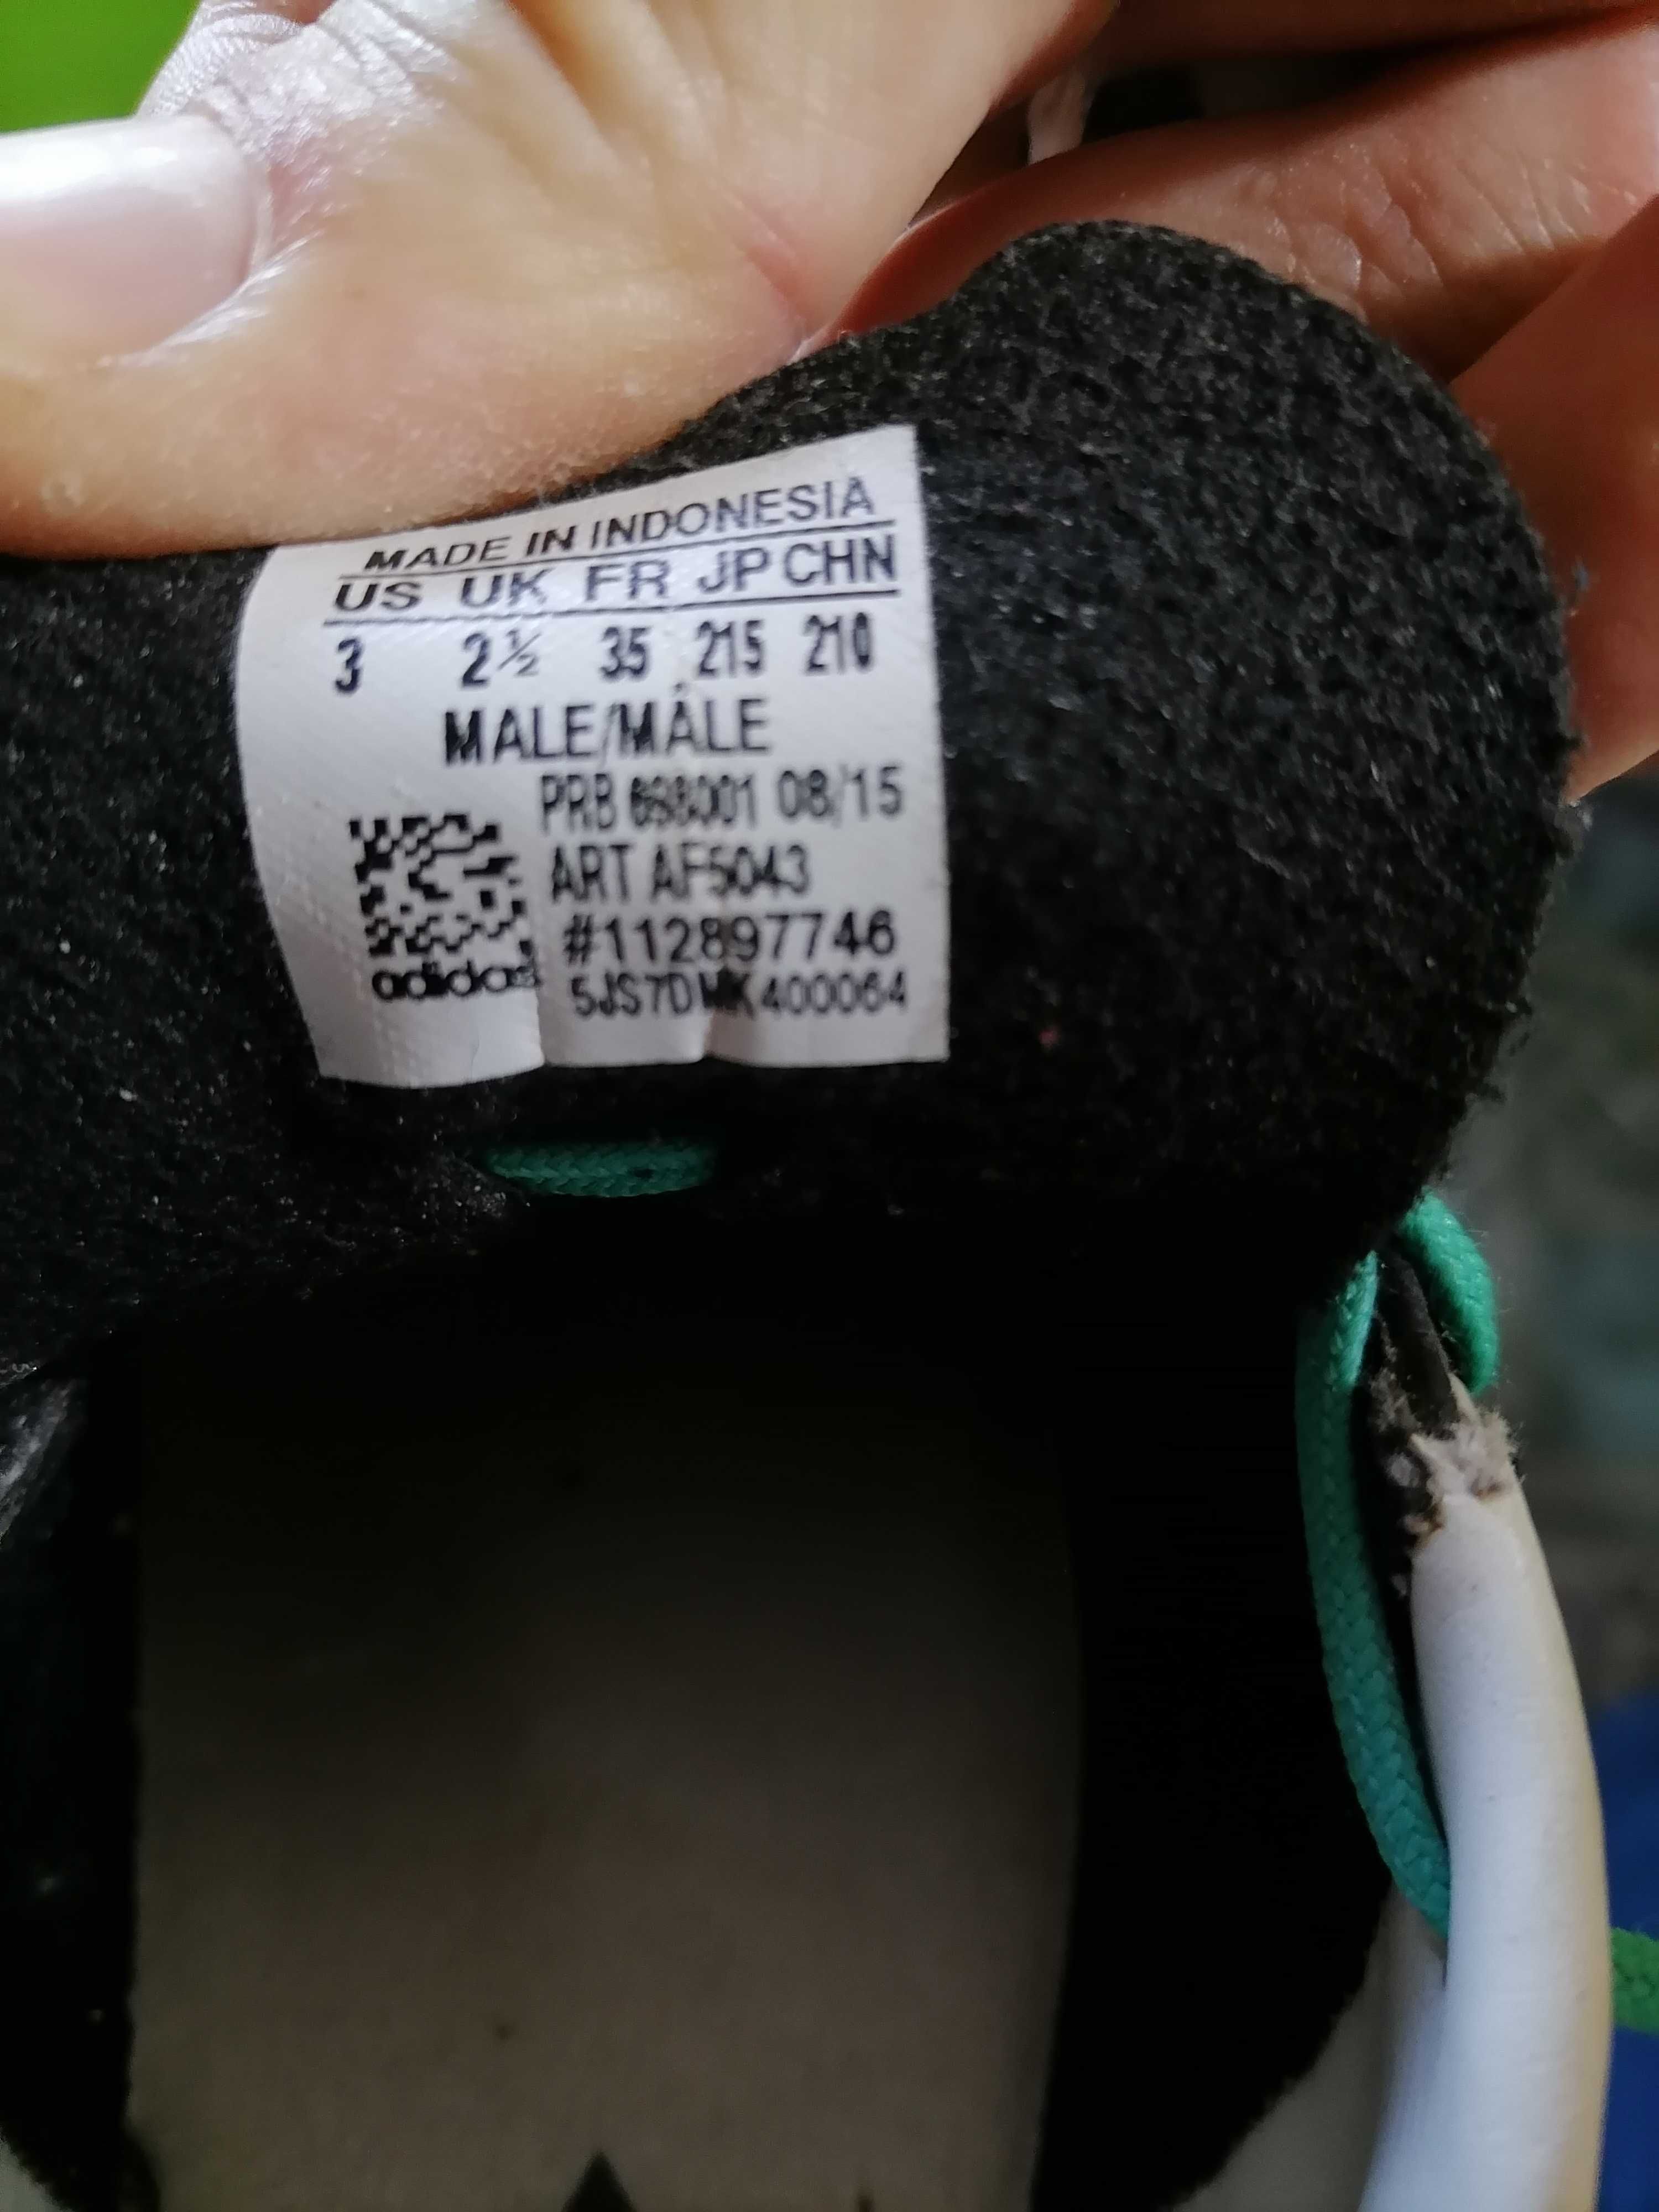 MADE IN INDONESIA
US UK FR JP CHN
3 2½ 35 215 210
MALE/MALE
PRB 698001 08/15
ART AF5043
#112897746
adidas 5JS7DMK400064